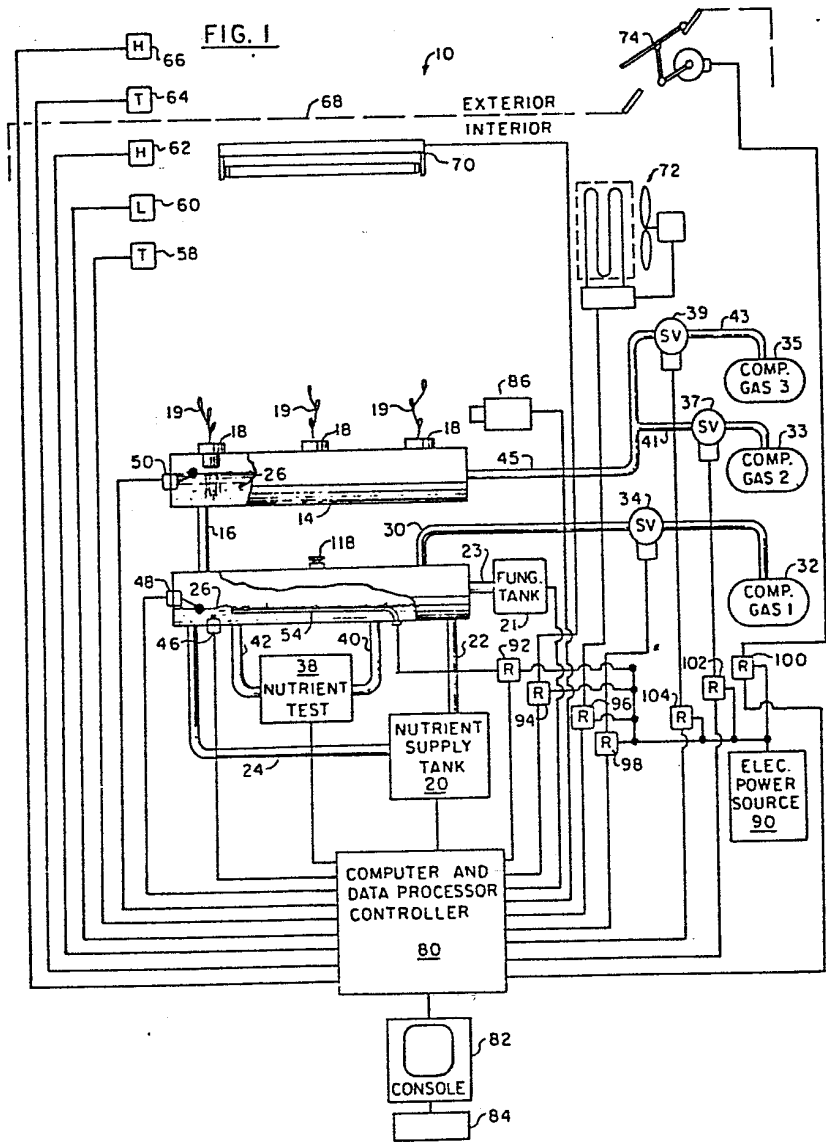 FIG. 1
H
66
10
74
T
64
68
EXTERIOR
INTERIOR
H
62
70
72
L
60
T
58
39
43
SV
35
COMP.
GAS 3
86
37
19
19
19
18
18
18
SV
33
41
COMP.
GAS 2
50
26
45
14
34
16
30
SV
118
23
32
FUNG.
TANK
COMP.
GAS 1
48
26
21
46
54
22
42
40
92
102
100
38
NUTRIENT
TEST
R
R
R
94
R
R
96
104
R
R
98
24
NUTRIENT
SUPPLY
TANK
20
ELEC.
POWER
SOURCE
90
COMPUTER AND
DATA PROCESSOR
CONTROLLER
80
82
CONSOLE
84